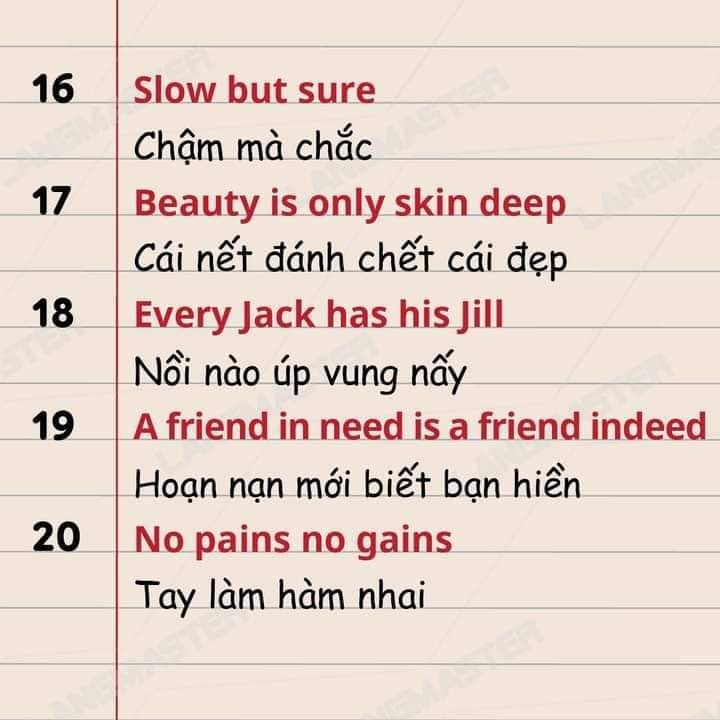 16 Slow but sure
Chậm mà chắc
17 Beauty is only skin deep
Cái nết đánh chết cái đẹp
18 Every Jack has his Jill
Nồi nào úp vung nấy
19 A friend in need is a friend indeed
Hoạn nạn mới biết bạn hiền
20 No pains no gains
Tay làm hàm nhai
LANGMASTER